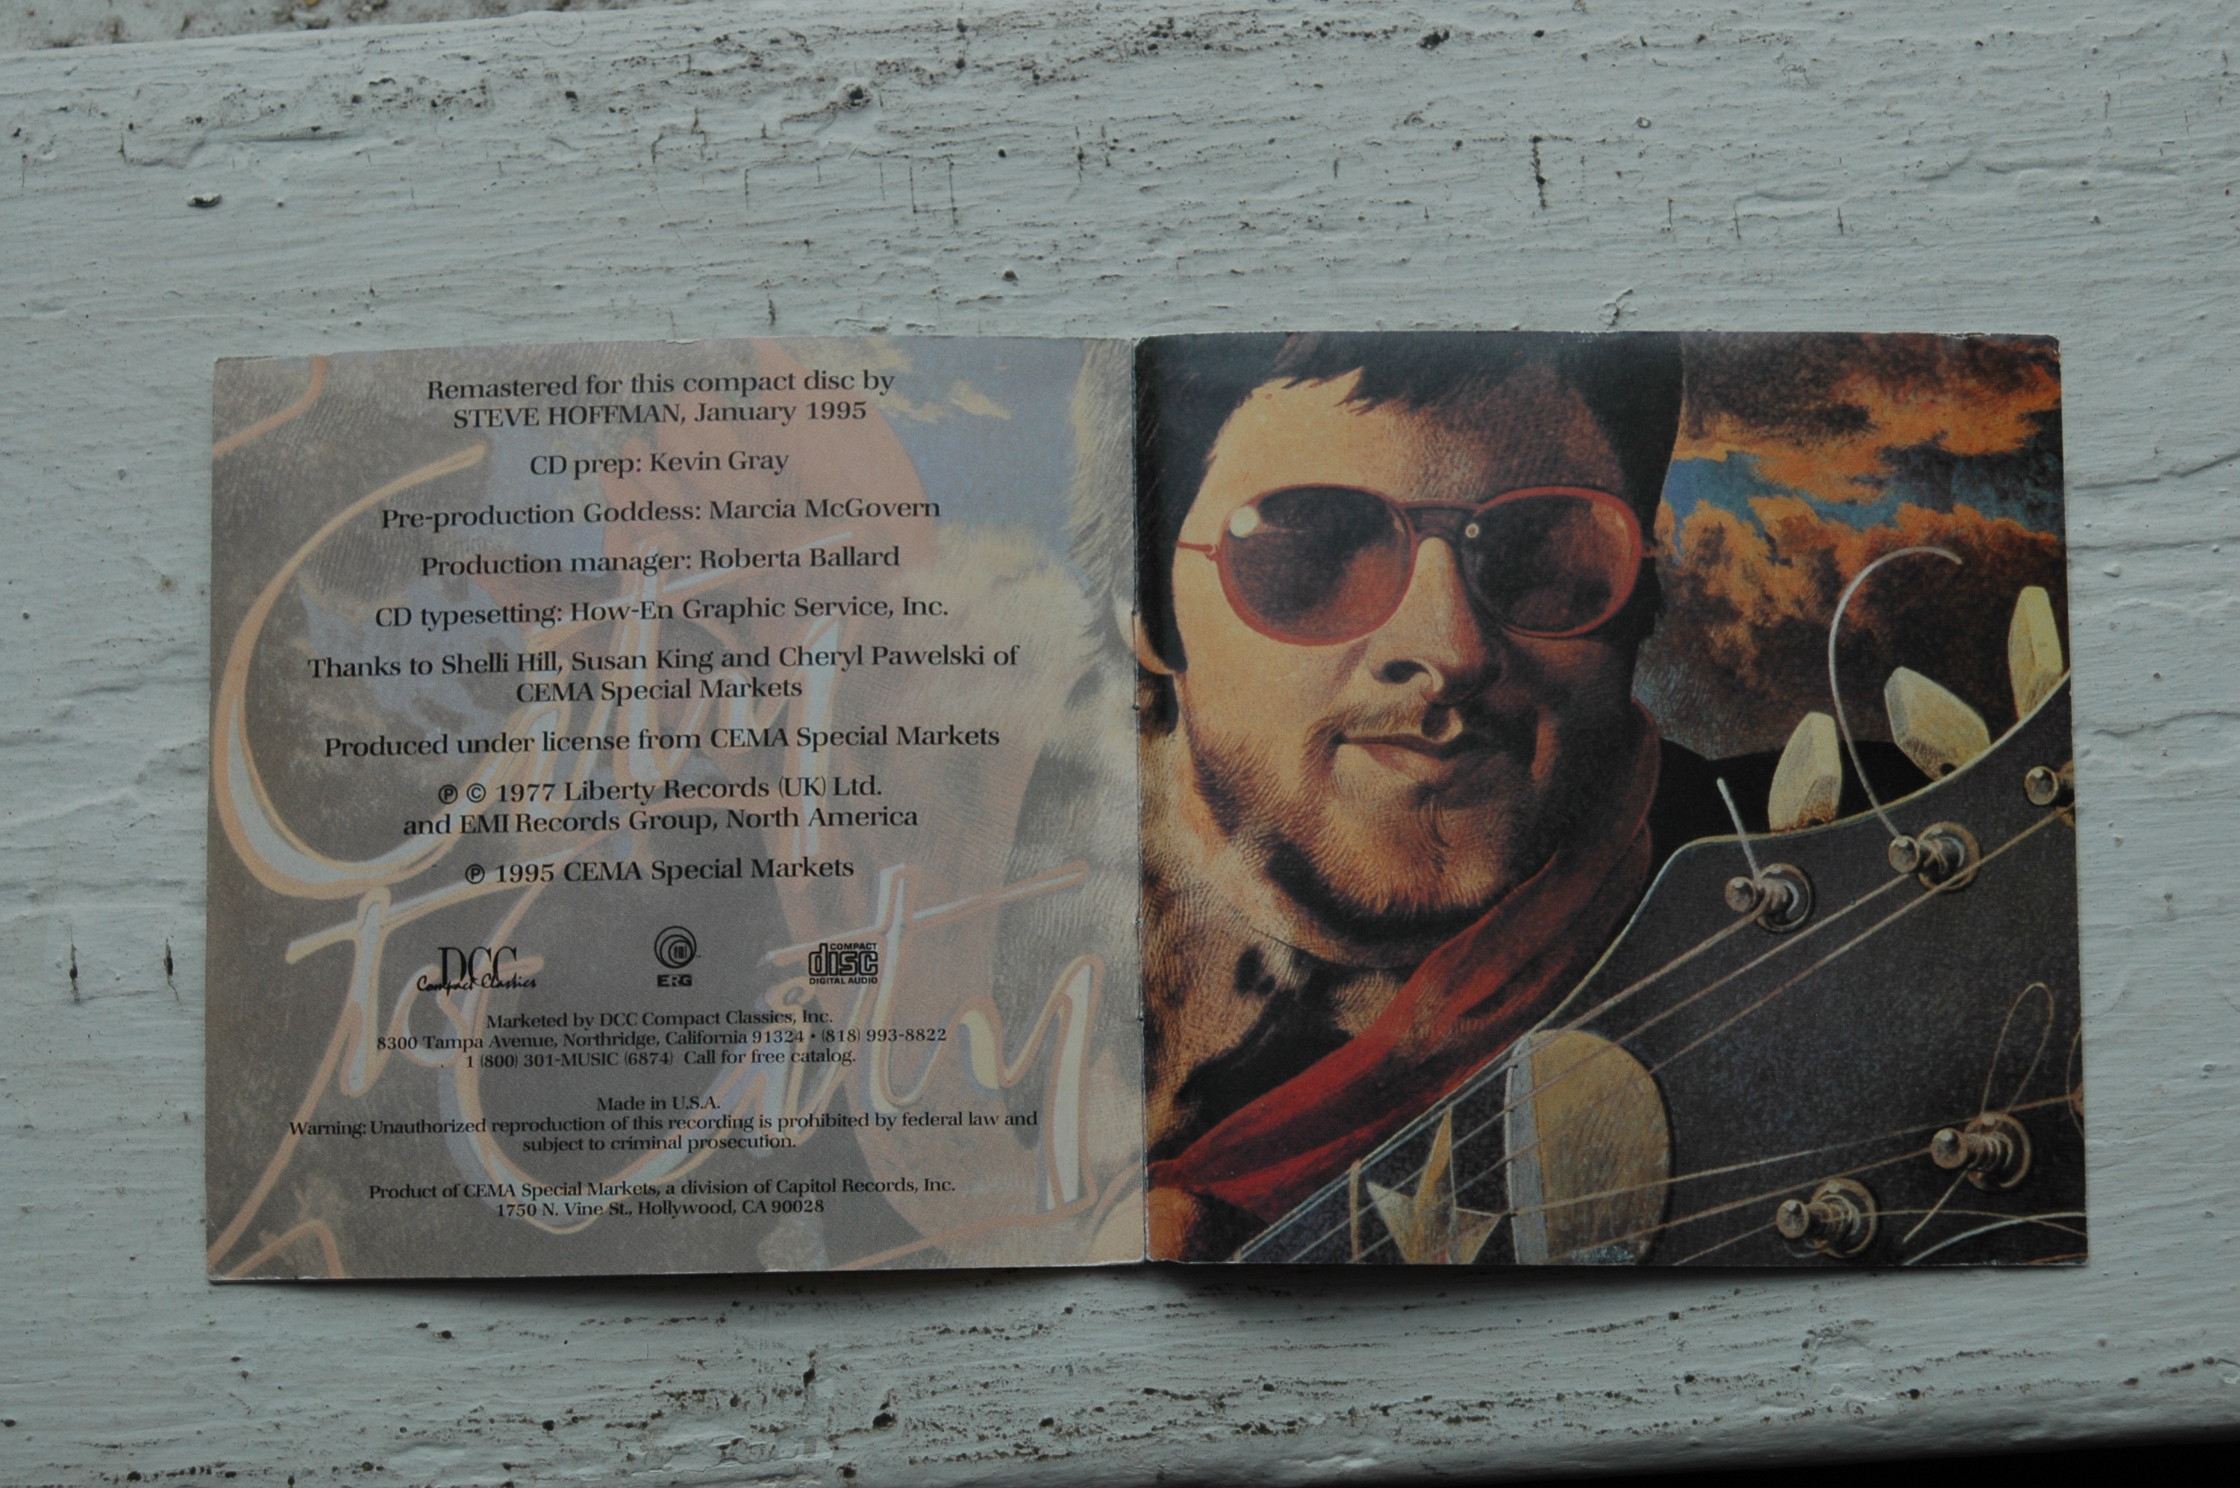 Remastered for this compact disc by
STEVE HOFFMAN, January 1995
CD prep: Kevin Gray
Pre-production Goddess: Marcia McGovern
Production manager: Roberta Ballard
CD typesetting: How-En Graphic Service, Inc.
Thanks to Shelli Hill, Susan King and Cheryl Pawelski of
CEMA Special Markets
Produced under license from CEMA Special Markets
℗ © 1977 Liberty Records (UK) Ltd.
and EMI Records Group, North America
℗ 1995 CEMA Special Markets
DCC
Compact Classics
EMI
ERG
COMPACT
disc
DIGITAL AUDIO
Marketed by DCC Compact Classics, Inc.
8300 Tampa Avenue, Northridge, California 91324 • (818) 993-8822
1 (800) 301-MUSIC (6874) Call for free catalog.
Made in U.S.A.
Warning: Unauthorized reproduction of this recording is prohibited by federal law and
subject to criminal prosecution.
Product of CEMA Special Markets, a division of Capitol Records, Inc.
1750 N. Vine St., Hollywood, CA 90028
City
To
City